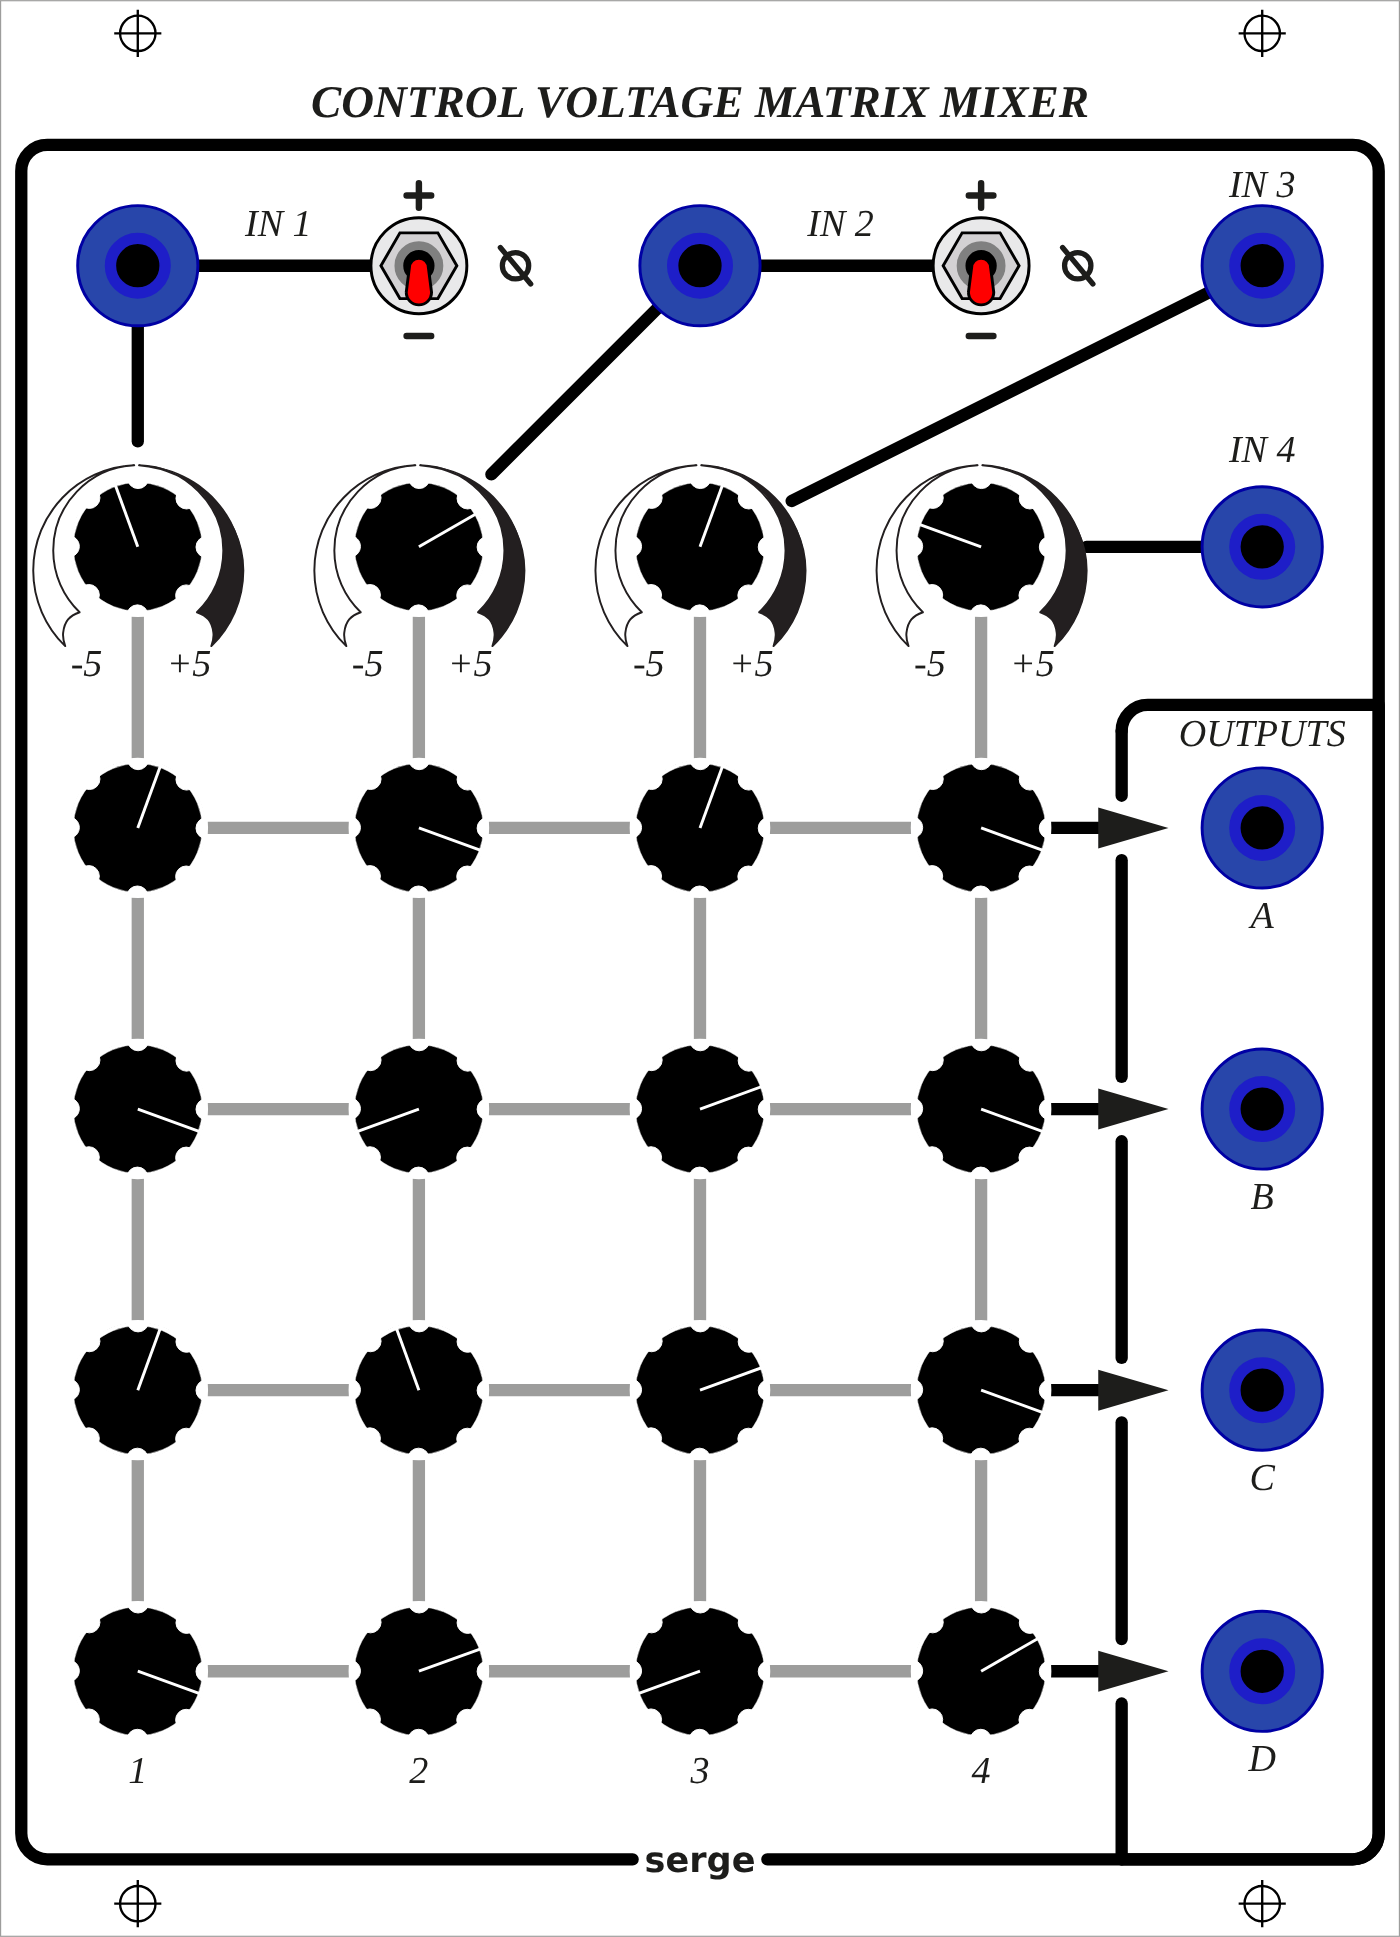 CONTROL VOLTAGE MATRIX MIXER
IN 3
IN 1 + ø IN 2 + ø
− −
IN 4
-5 +5 -5 +5 -5 +5 -5 +5
OUTPUTS
A
B
C
D
1 2 3 4
serge